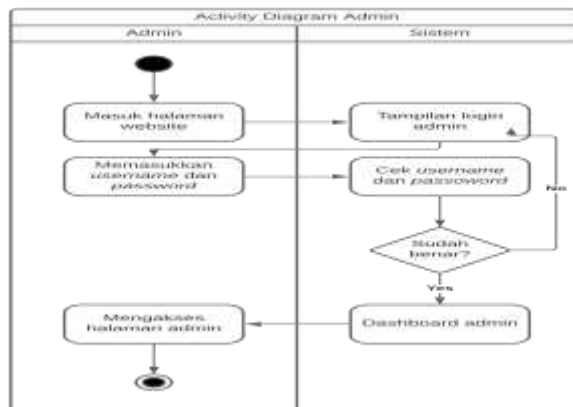 Activity Diagram Admin
Admin
Sistem
Masuk halaman
website
Tampilan login
admin
Memasukkan
username dan
password
Cek username
dan passoword
No
Sudah
benar?
Yes
Mengakses
halaman admin
Dashboard admin